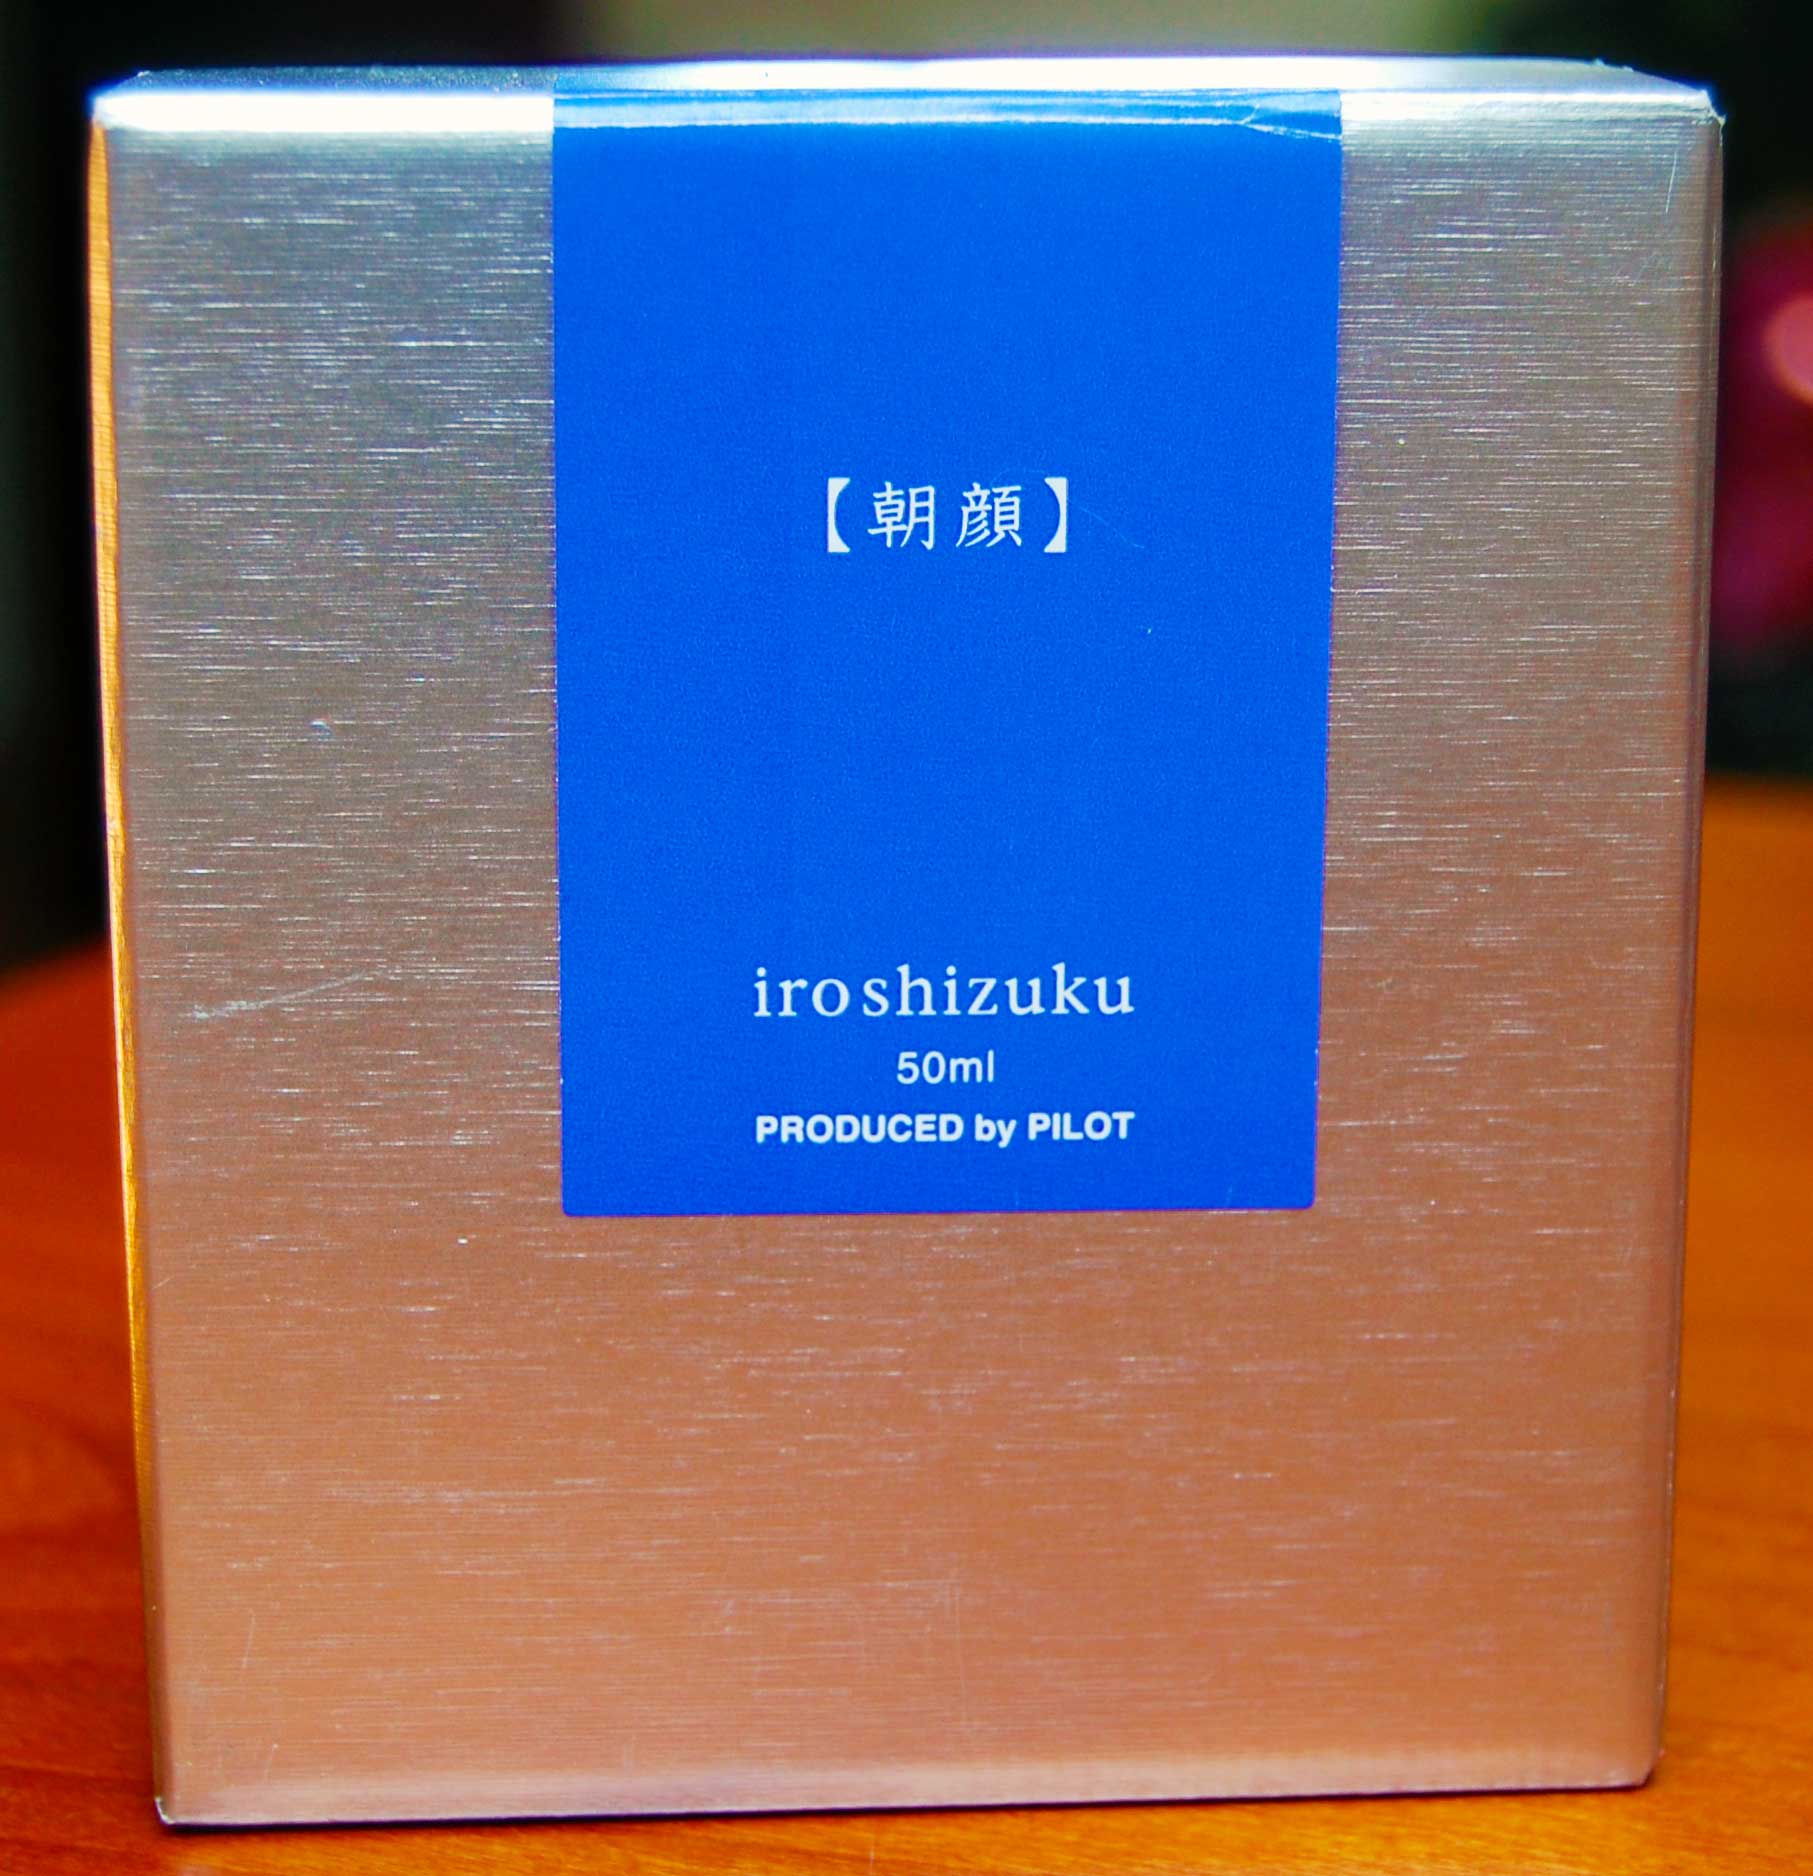 【朝顔】
iroshizuku
50ml
PRODUCED by PILOT